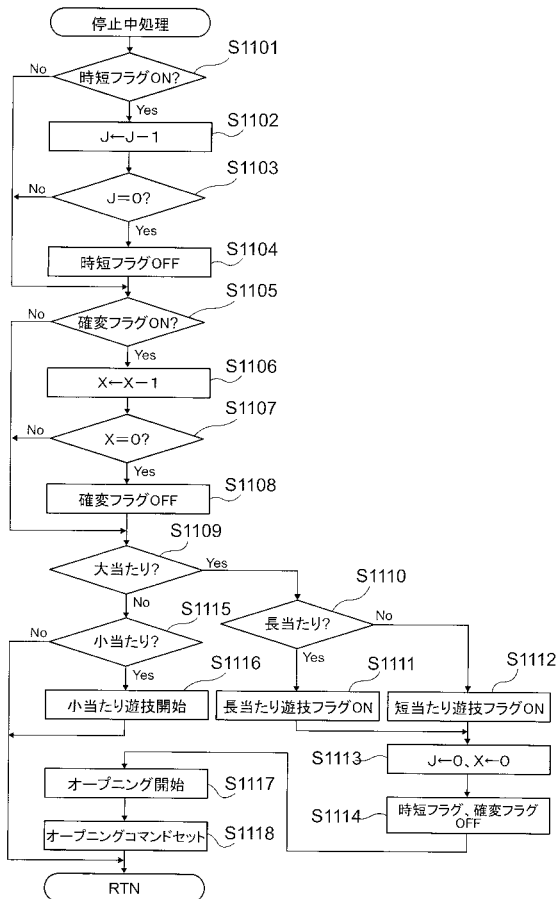 停止中処理
S1101
時短フラグON?
No
Yes
S1102
J←J−1
S1103
J=0?
No
Yes
S1104
時短フラグOFF
S1105
確変フラグON?
No
Yes
S1106
X←X−1
S1107
X=0?
No
Yes
S1108
確変フラグOFF
S1109
大当たり?
Yes
No
S1110
長当たり?
No
Yes
S1115
小当たり?
No
Yes
S1116
小当たり遊技開始
S1111
長当たり遊技フラグON
S1112
短当たり遊技フラグON
S1113
J←0、X←0
S1114
時短フラグ、確変フラグ
OFF
S1117
オープニング開始
S1118
オープニングコマンドセット
RTN